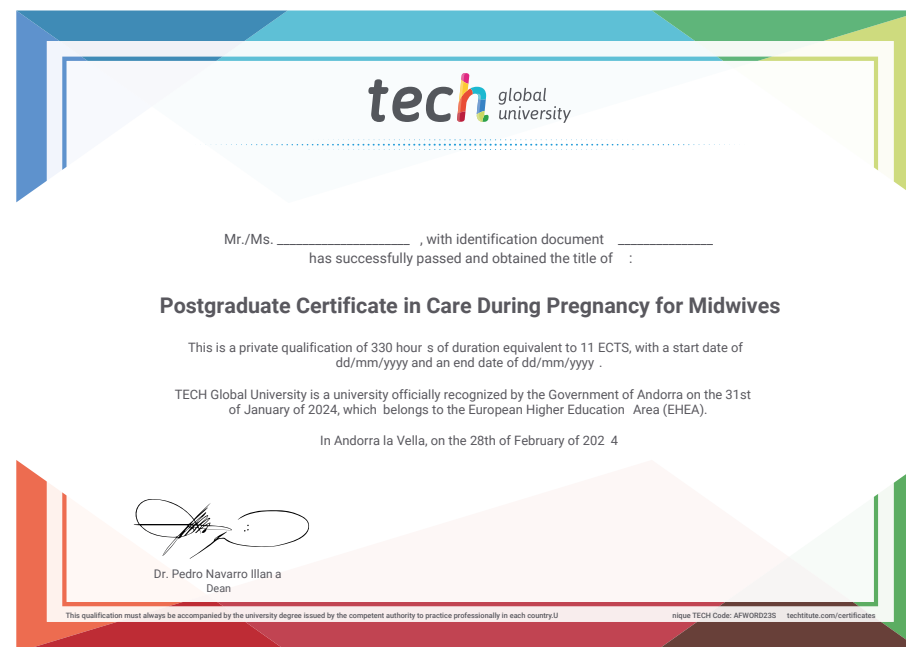 tech global
university
Mr./Ms. _____________________ , with identification document _______________
has successfully passed and obtained the title of :
Postgraduate Certificate in Care During Pregnancy for Midwives
This is a private qualification of 330 hour s of duration equivalent to 11 ECTS, with a start date of
dd/mm/yyyy and an end date of dd/mm/yyyy .
TECH Global University is a university officially recognized by the Government of Andorra on the 31st
of January of 2024, which belongs to the European Higher Education Area (EHEA).
In Andorra la Vella, on the 28th of February of 202 4
Dr. Pedro Navarro Illan a
Dean
This qualification must always be accompanied by the university degree issued by the competent authority to practice professionally in each country.U nique TECH Code: AFWORD23S techtitute.com/certificates